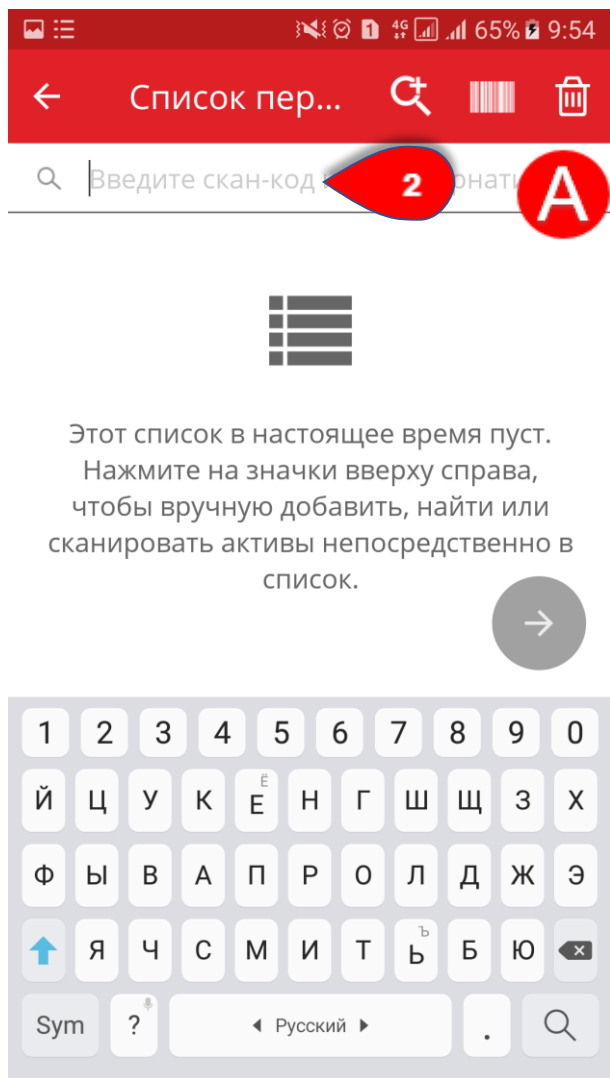 4G 1 65% 9:54
Список пер...
Введите скан-код 2 A
Этот список в настоящее время пуст.
Нажмите на значки вверху справа,
чтобы вручную добавить, найти или
сканировать активы непосредственно в
список.
1 2 3 4 5 6 7 8 9 0
Й Ц У К Е Ё Н Г Ш Щ З Х
Ф Ы В А П Р О Л Д Ж Э
Я Ч С М И Т Ь Ъ Б Ю
Sym ? Русский .